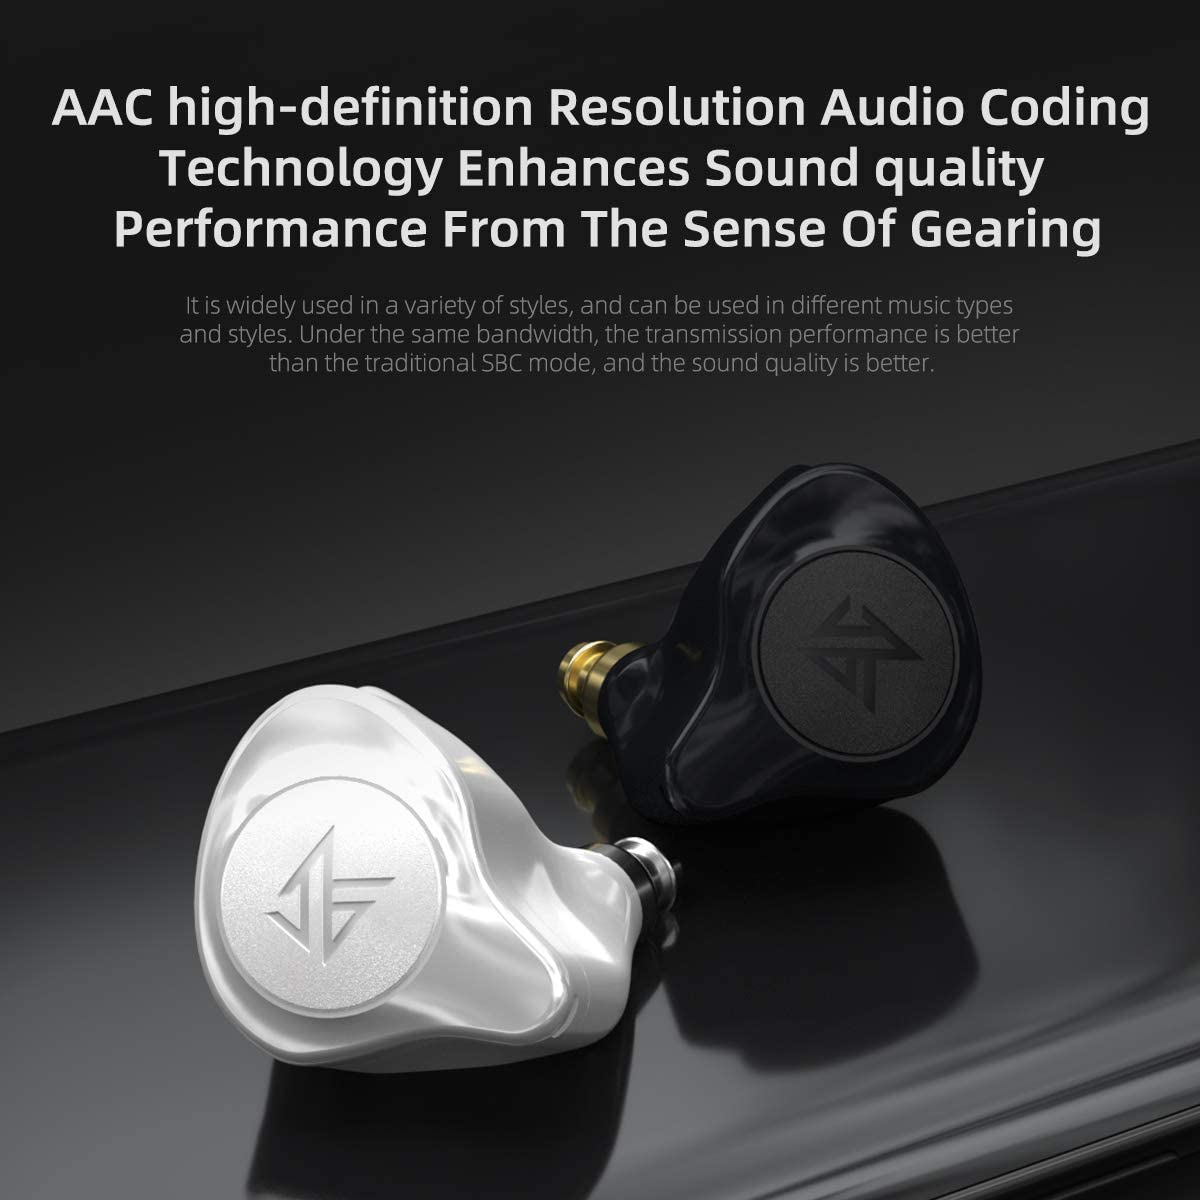 AAC high-definition Resolution Audio Coding
Technology Enhances Sound quality
Performance From The Sense Of Gearing
It is widely used in a variety of styles, and can be used in different music types
and styles. Under the same bandwidth, the transmission performance is better
than the traditional SBC mode, and the sound quality is better.